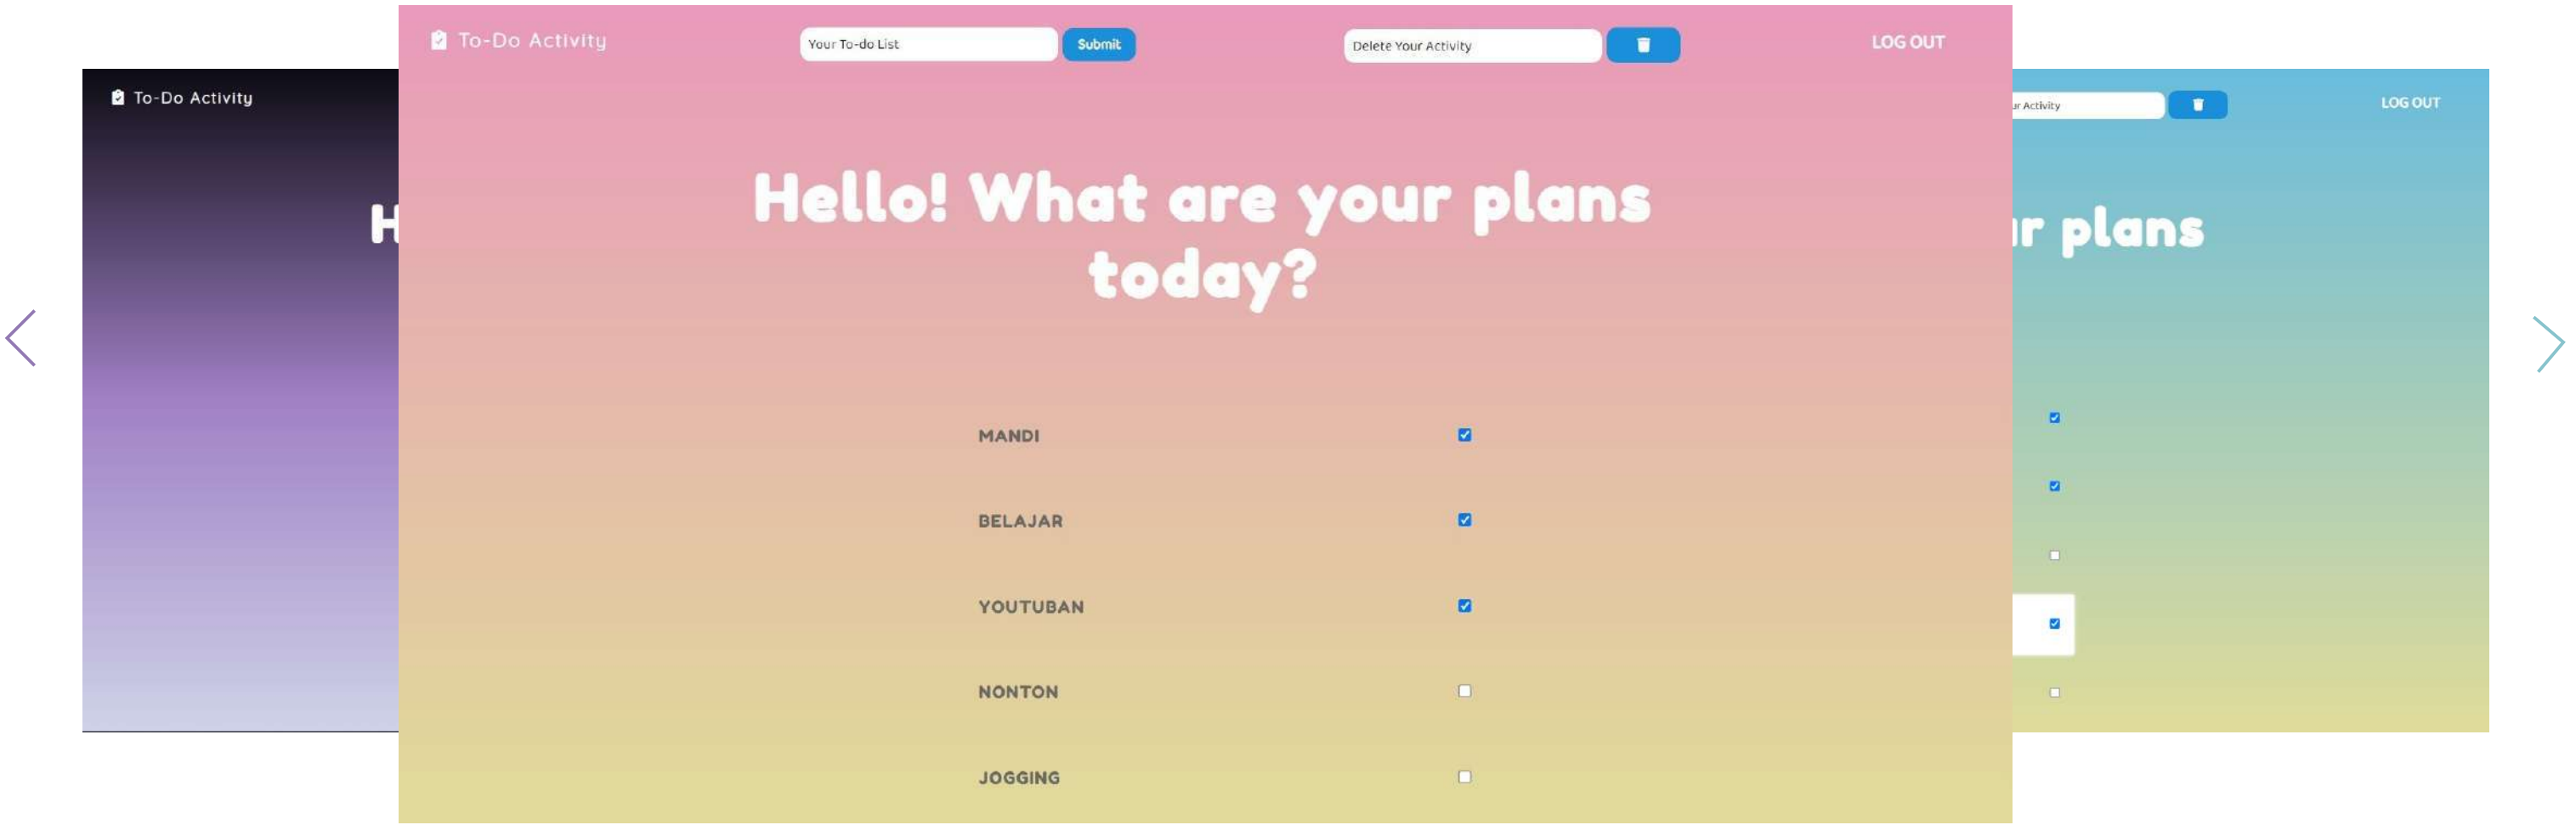 To-Do Activity
Your To-do List
Submit
Delete Your Activity
LOG OUT
Hello! What are your plans
today?
MANDI
BELAJAR
YOUTUBAN
NONTON
JOGGING
To-Do Activity
H
Activity
LOG OUT
plans